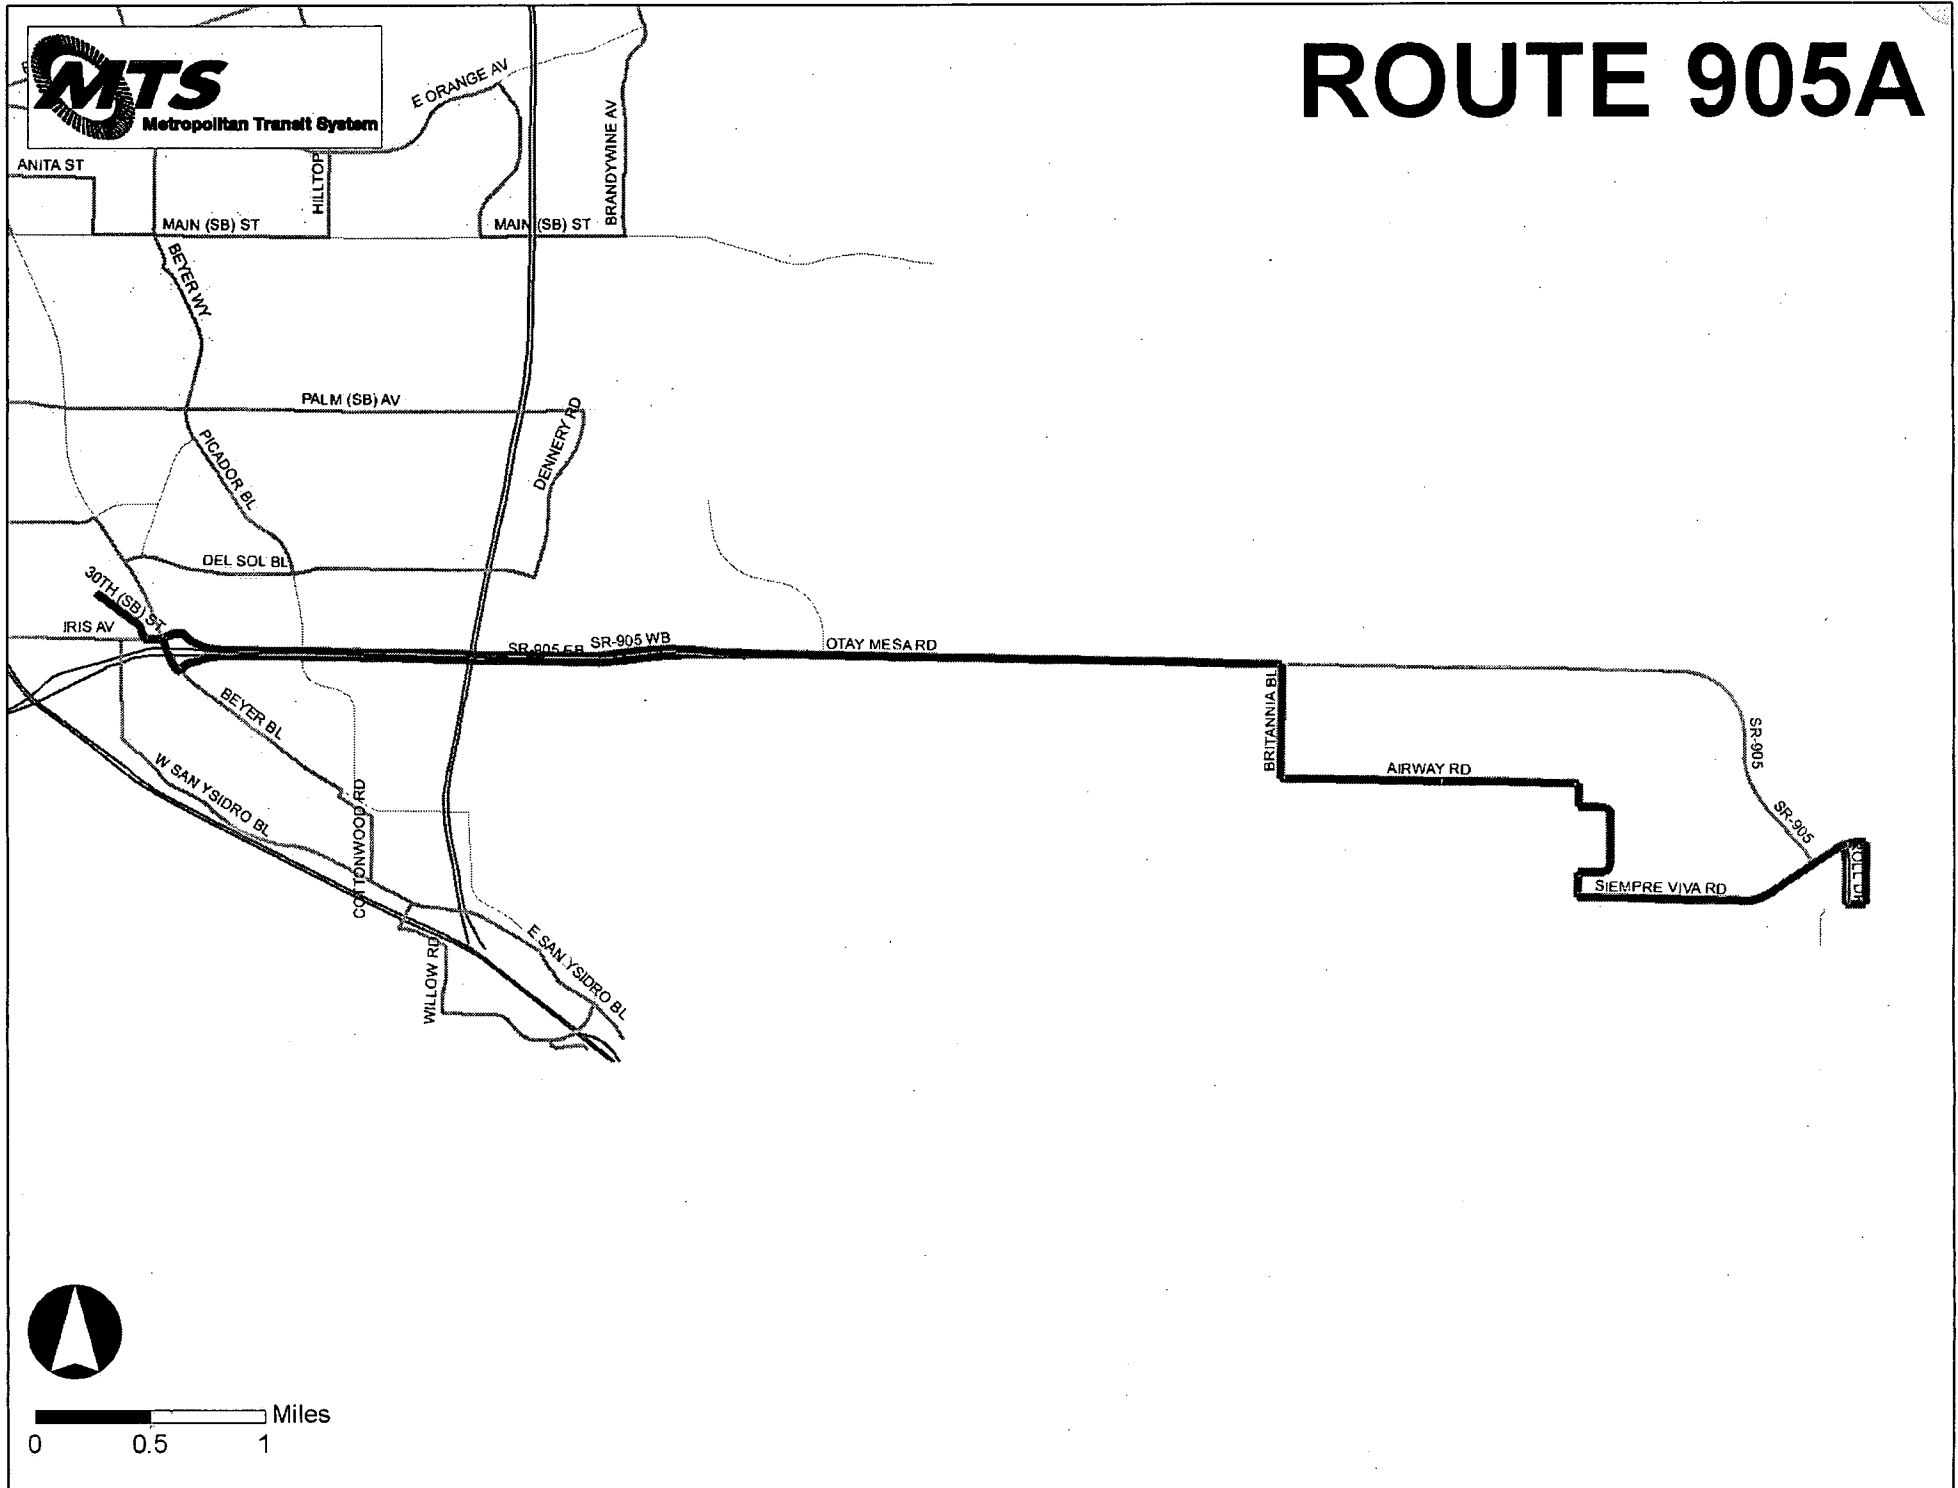 ROUTE 905A
MTS
Metropolitan Transit System
E ORANGE AV
BRANDYWINE AV
ANITA ST
HILLTOP
MAIN (SB) ST
MAIN (SB) ST
BEYER WY
PALM (SB) AV
DENNERY RD
PICADOR BL
DEL SOL BL
30TH (SB) ST
IRIS AV
SR-905 EB
SR-905 WB
OTAY MESA RD
BRITANNIA BL
BEYER BL
SR-905
W SAN YSIDRO BL
COTTONWOOD RD
AIRWAY RD
SR-905
SIEMPRE VIVA RD
ROLL DR
E SAN YSIDRO BL
WILLOW RD
Miles
0 0.5 1